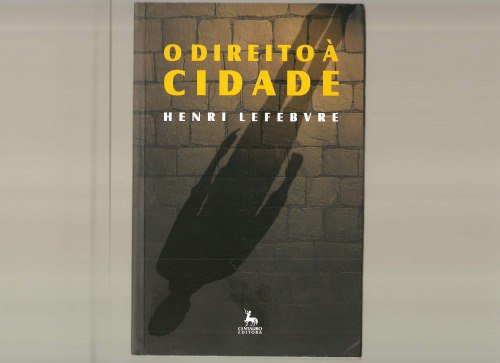 O DIREITO À
CIDADE
HENRI LEFEBVRE
CENTAURO
EDITORA